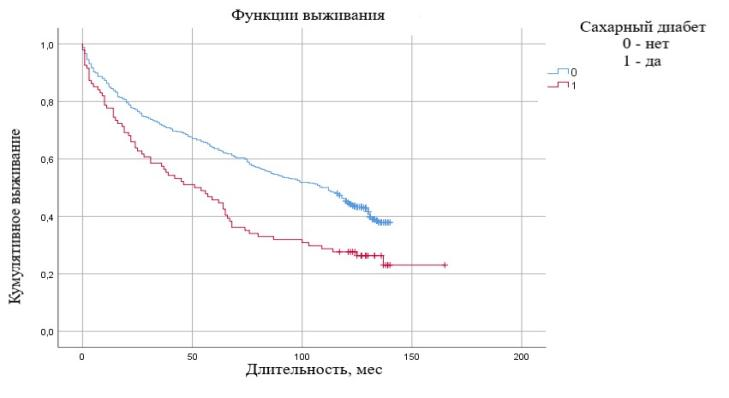 Функции выживания
Сахарный диабет
0 - нет
1 - да
0
1
Кумулятивное выживание
1,0
0,8
0,6
0,4
0,2
0,0
0
50
100
150
200
Длительность, мес